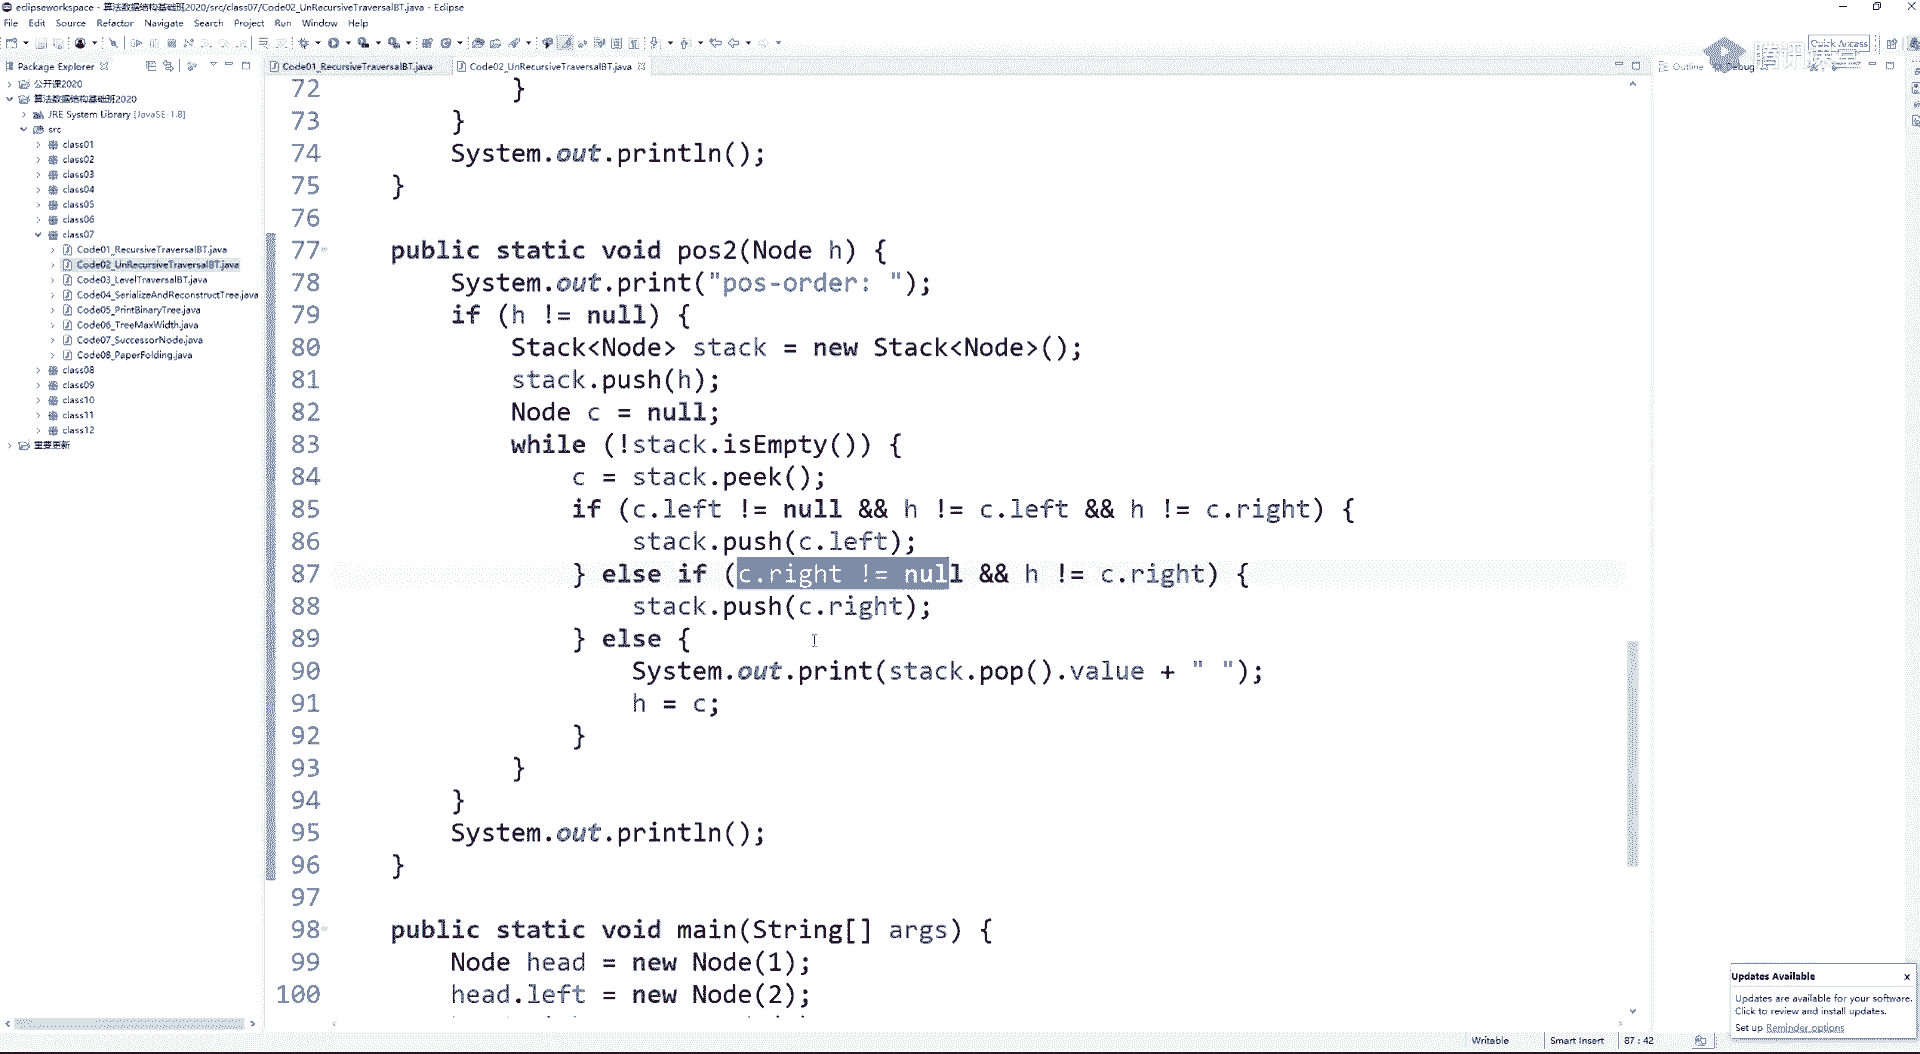 eclipseworkspace - 算法数据结构基础班2020/src/class07/Code02_UnRecursiveTraversalBT.java - Eclipse
File Edit Source Refactor Navigate Search Project Run Window Help
Quick Access
腾讯课堂
Package Explorer
Code01_RecursiveTraversalBT.java
Code02_UnRecursiveTraversalBT.java
Outline
Debug
公开课2020
算法数据结构基础班2020
JRE System Library [JavaSE-1.8]
src
class01
class02
class03
class04
class05
class06
class07
Code01_RecursiveTraversalBT.java
Code02_UnRecursiveTraversalBT.java
Code03_LevelTraversalBT.java
Code04_SerializeAndReconstructTree.java
Code05_PrintBinaryTree.java
Code06_TreeMaxWidth.java
Code07_SuccessorNode.java
Code08_PaperFolding.java
class08
class09
class10
class11
class12
重要更新
72 }
73 }
74 System.out.println();
75 }
76
77 public static void pos2(Node h) {
78 System.out.print("pos-order: ");
79 if (h != null) {
80 Stack<Node> stack = new Stack<Node>();
81 stack.push(h);
82 Node c = null;
83 while (!stack.isEmpty()) {
84 c = stack.peek();
85 if (c.left != null && h != c.left && h != c.right) {
86 stack.push(c.left);
87 } else if (c.right != null && h != c.right) {
88 stack.push(c.right);
89 } else {
90 System.out.print(stack.pop().value + " ");
91 h = c;
92 }
93 }
94 }
95 System.out.println();
96 }
97
98 public static void main(String[] args) {
99 Node head = new Node(1);
100 head.left = new Node(2);
Updates Available
Updates are available for your software.
Click to review and install updates.
Set up Reminder options
Writable
Smart Insert
87 : 42